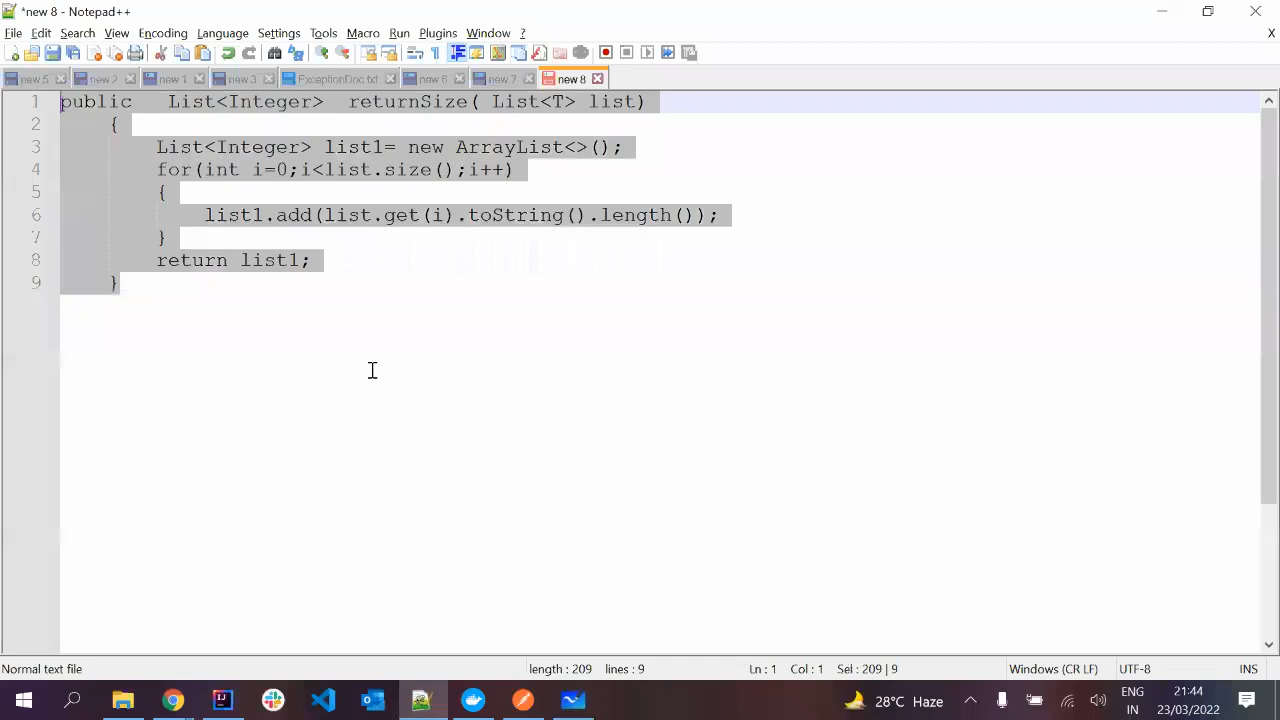 *new 8 - Notepad++
File Edit Search View Encoding Language Settings Tools Macro Run Plugins Window ? X
new 5 new 2 new 1 new 3 ExceptionDoc.txt new 6 new 7 new 8
1 public   List<Integer>  returnSize( List<T> list)
2     {
3         List<Integer> list1= new ArrayList<>();
4         for(int i=0;i<list.size();i++)
5         {
6             list1.add(list.get(i).toString().length());
7         }
8         return list1;
9     }
Normal text file length : 209 lines : 9 Ln : 1 Col : 1 Sel : 209 | 9 Windows (CR LF) UTF-8 INS
28°C Haze ENG 21:44
IN 23/03/2022